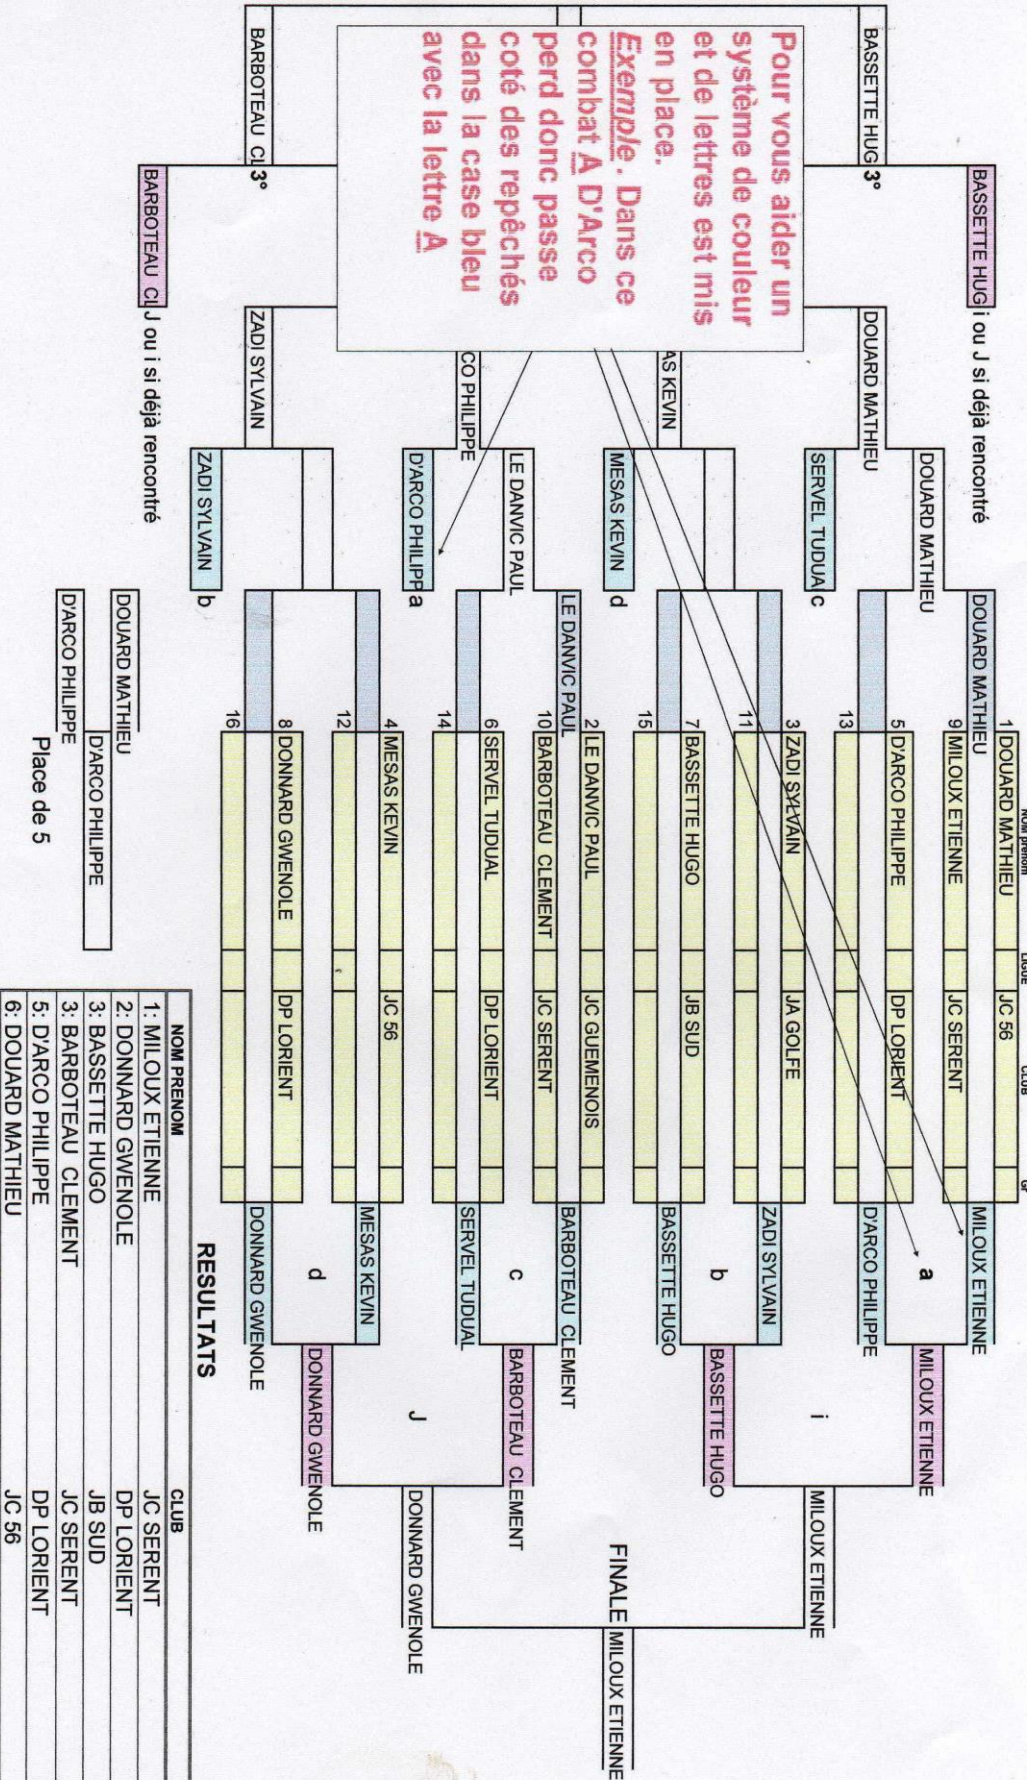 Pour vous aider un
système de couleur
et de lettres est mis
en place.
Exemple. Dans ce
combat A D'Arco
perd donc passe
coté des repêchés
dans la case bleu
avec la lettre A
BASSETTE HUG
3°
BASSETTE HUG
i ou J si déjà rencontré
DOUARD MATHIEU
DOUARD MATHIEU
SERVEL TUDUA
c
DOUARD MATHIEU
AS KEVIN
MESAS KEVIN
d
CO PHILIPPE
LE DANVIC PAUL
D'ARCO PHILIPP
a
LE DANVIC PAUL
BARBOTEAU CL
3°
BARBOTEAU CL
J ou i si déjà rencontré
ZADI SYLVAIN
ZADI SYLVAIN
b
NOM prénom
LIGUE
CLUB
Gr
1 DOUARD MATHIEU JC 56
9 MILOUX ETIENNE JC SERENT
5 D'ARCO PHILIPPE DP LORIENT
13
3 ZADI SYLVAIN JA GOLFE
11
7 BASSETTE HUGO JB SUD
15
2 LE DANVIC PAUL JC GUEMENOIS
10 BARBOTEAU CLEMENT JC SERENT
6 SERVEL TUDUAL DP LORIENT
14
4 MESAS KEVIN JC 56
12
8 DONNARD GWENOLE DP LORIENT
16
MILOUX ETIENNE
a
D'ARCO PHILIPPE
ZADI SYLVAIN
b
BASSETTE HUGO
BARBOTEAU CLEMENT
c
SERVEL TUDUAL
MESAS KEVIN
d
DONNARD GWENOLE
MILOUX ETIENNE
i
BASSETTE HUGO
BARBOTEAU CLEMENT
J
DONNARD GWENOLE
MILOUX ETIENNE
FINALE
DONNARD GWENOLE
MILOUX ETIENNE
DOUARD MATHIEU
D'ARCO PHILIPPE
D'ARCO PHILIPPE
Place de 5
RESULTATS
NOM PRENOM CLUB
1: MILOUX ETIENNE JC SERENT
2: DONNARD GWENOLE DP LORIENT
3: BASSETTE HUGO JB SUD
3: BARBOTEAU CLEMENT JC SERENT
5: D'ARCO PHILIPPE DP LORIENT
6: DOUARD MATHIEU JC 56